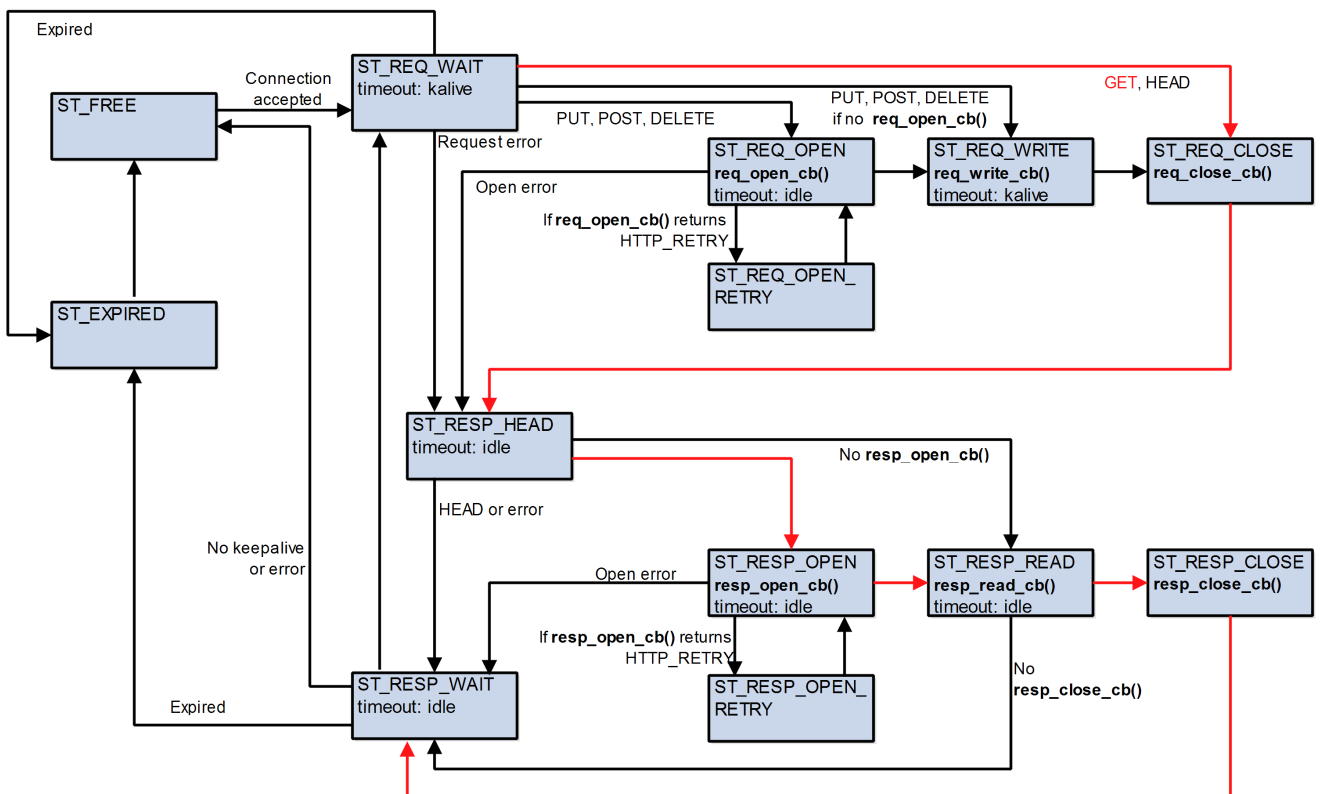 Expired
ST_REQ_WAIT
timeout: kalive
Connection
accepted
ST_FREE
GET, HEAD
PUT, POST, DELETE
if no req_open_cb()
PUT, POST, DELETE
Request error
ST_REQ_OPEN
req_open_cb()
timeout: idle
ST_REQ_WRITE
req_write_cb()
timeout: kalive
ST_REQ_CLOSE
req_close_cb()
Open error
If req_open_cb() returns
HTTP_RETRY
ST_REQ_OPEN_
RETRY
ST_EXPIRED
ST_RESP_HEAD
timeout: idle
No resp_open_cb()
HEAD or error
No keepalive
or error
Open error
ST_RESP_OPEN
resp_open_cb()
timeout: idle
ST_RESP_READ
resp_read_cb()
timeout: idle
ST_RESP_CLOSE
resp_close_cb()
If resp_open_cb() returns
HTTP_RETRY
ST_RESP_OPEN_
RETRY
No
resp_close_cb()
ST_RESP_WAIT
timeout: idle
Expired